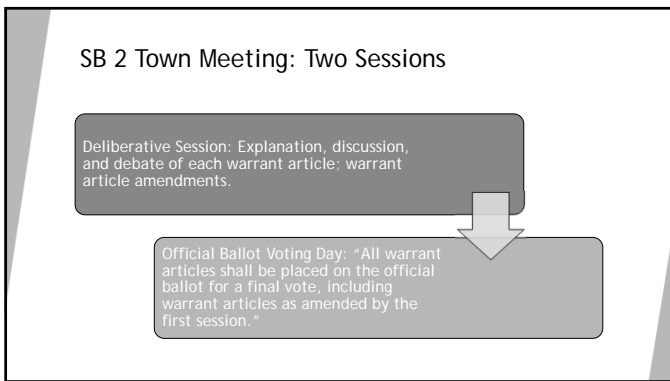 SB 2 Town Meeting: Two Sessions
Deliberative Session: Explanation, discussion,
and debate of each warrant article; warrant
article amendments.
Official Ballot Voting Day: “All warrant
articles shall be placed on the official
ballot for a final vote, including
warrant articles as amended by the
first session.”